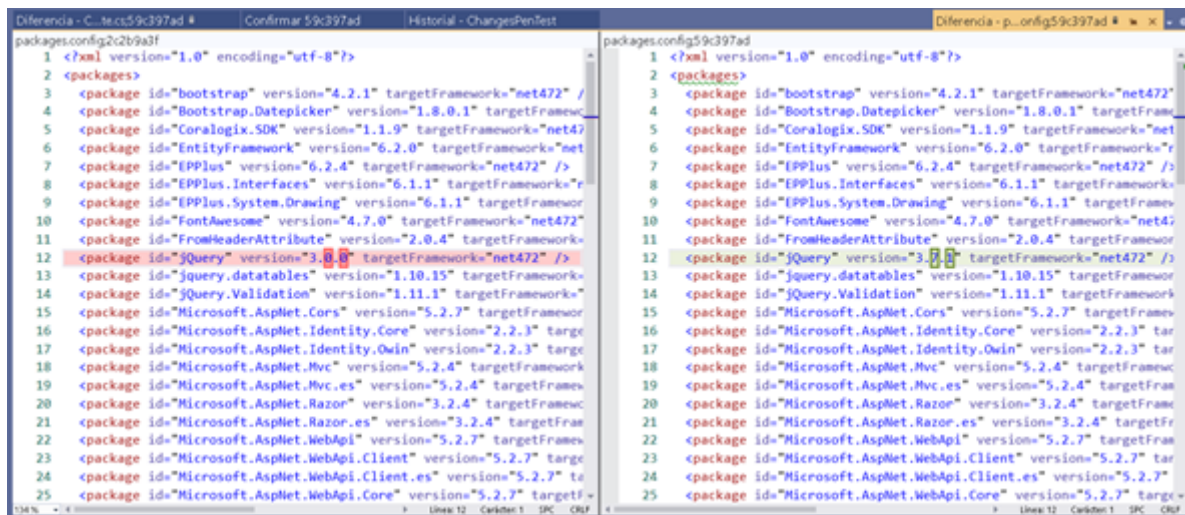 Diferencia - C...te.cs;59c397ad Confirmar 59c397ad Historial - ChangesPenTest Diferencia - p...onfig;59c397ad
packages.config;2c2b9a3f
1 <?xml version="1.0" encoding="utf-8"?>
2 <packages>
3 <package id="bootstrap" version="4.2.1" targetFramework="net472" /
4 <package id="Bootstrap.Datepicker" version="1.8.0.1" targetFramewo
5 <package id="Coralogix.SDK" version="1.1.9" targetFramework="net47
6 <package id="EntityFramework" version="6.2.0" targetFramework="net
7 <package id="EPPlus" version="6.2.4" targetFramework="net472" />
8 <package id="EPPlus.Interfaces" version="6.1.1" targetFramework="n
9 <package id="EPPlus.System.Drawing" version="6.1.1" targetFramewor
10 <package id="FontAwesome" version="4.7.0" targetFramework="net472"
11 <package id="FromHeaderAttribute" version="2.0.4" targetFramework=
12 <package id="jQuery" version="3.0.0" targetFramework="net472" />
13 <package id="jquery.datatables" version="1.10.15" targetFramework=
14 <package id="jQuery.Validation" version="1.11.1" targetFramework="
15 <package id="Microsoft.AspNet.Cors" version="5.2.7" targetFramewor
16 <package id="Microsoft.AspNet.Identity.Core" version="2.2.3" targe
17 <package id="Microsoft.AspNet.Identity.Owin" version="2.2.3" targe
18 <package id="Microsoft.AspNet.Mvc" version="5.2.4" targetFramework
19 <package id="Microsoft.AspNet.Mvc.es" version="5.2.4" targetFramew
20 <package id="Microsoft.AspNet.Razor" version="3.2.4" targetFramewo
21 <package id="Microsoft.AspNet.Razor.es" version="3.2.4" targetFram
22 <package id="Microsoft.AspNet.WebApi" version="5.2.7" targetFramew
23 <package id="Microsoft.AspNet.WebApi.Client" version="5.2.7" targe
24 <package id="Microsoft.AspNet.WebApi.Client.es" version="5.2.7" ta
25 <package id="Microsoft.AspNet.WebApi.Core" version="5.2.7" targetF
134 % Línea: 12 Carácter: 1 SPC CRLF
packages.config;59c397ad
1 <?xml version="1.0" encoding="utf-8"?>
2 <packages>
3 <package id="bootstrap" version="4.2.1" targetFramework="net472"
4 <package id="Bootstrap.Datepicker" version="1.8.0.1" targetFrame
5 <package id="Coralogix.SDK" version="1.1.9" targetFramework="net
6 <package id="EntityFramework" version="6.2.0" targetFramework="n
7 <package id="EPPlus" version="6.2.4" targetFramework="net472" />
8 <package id="EPPlus.Interfaces" version="6.1.1" targetFramework=
9 <package id="EPPlus.System.Drawing" version="6.1.1" targetFramew
10 <package id="FontAwesome" version="4.7.0" targetFramework="net47
11 <package id="FromHeaderAttribute" version="2.0.4" targetFramewor
12 <package id="jQuery" version="3.7.1" targetFramework="net472" />
13 <package id="jquery.datatables" version="1.10.15" targetFramewor
14 <package id="jQuery.Validation" version="1.11.1" targetFramework
15 <package id="Microsoft.AspNet.Cors" version="5.2.7" targetFramew
16 <package id="Microsoft.AspNet.Identity.Core" version="2.2.3" tar
17 <package id="Microsoft.AspNet.Identity.Owin" version="2.2.3" tar
18 <package id="Microsoft.AspNet.Mvc" version="5.2.4" targetFramewo
19 <package id="Microsoft.AspNet.Mvc.es" version="5.2.4" targetFram
20 <package id="Microsoft.AspNet.Razor" version="3.2.4" targetFrame
21 <package id="Microsoft.AspNet.Razor.es" version="3.2.4" targetFr
22 <package id="Microsoft.AspNet.WebApi" version="5.2.7" targetFram
23 <package id="Microsoft.AspNet.WebApi.Client" version="5.2.7" tar
24 <package id="Microsoft.AspNet.WebApi.Client.es" version="5.2.7"
25 <package id="Microsoft.AspNet.WebApi.Core" version="5.2.7" targe
Línea: 12 Carácter: 1 SPC CRLF